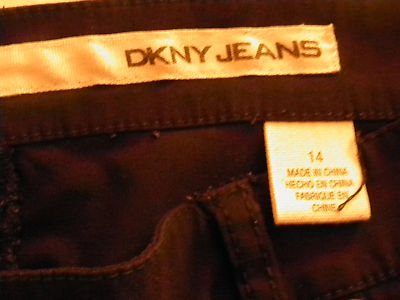 DKNY JEANS
14
MADE IN CHINA
HECHO EN CHINA
FABRIQUE EN
CHINE